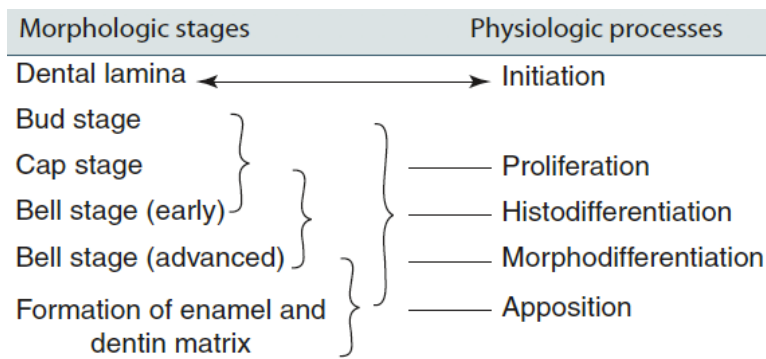 Morphologic stages Physiologic processes
Dental lamina Initiation
Bud stage
Cap stage Proliferation
Bell stage (early) Histodifferentiation
Bell stage (advanced) Morphodifferentiation
Formation of enamel and Apposition
dentin matrix